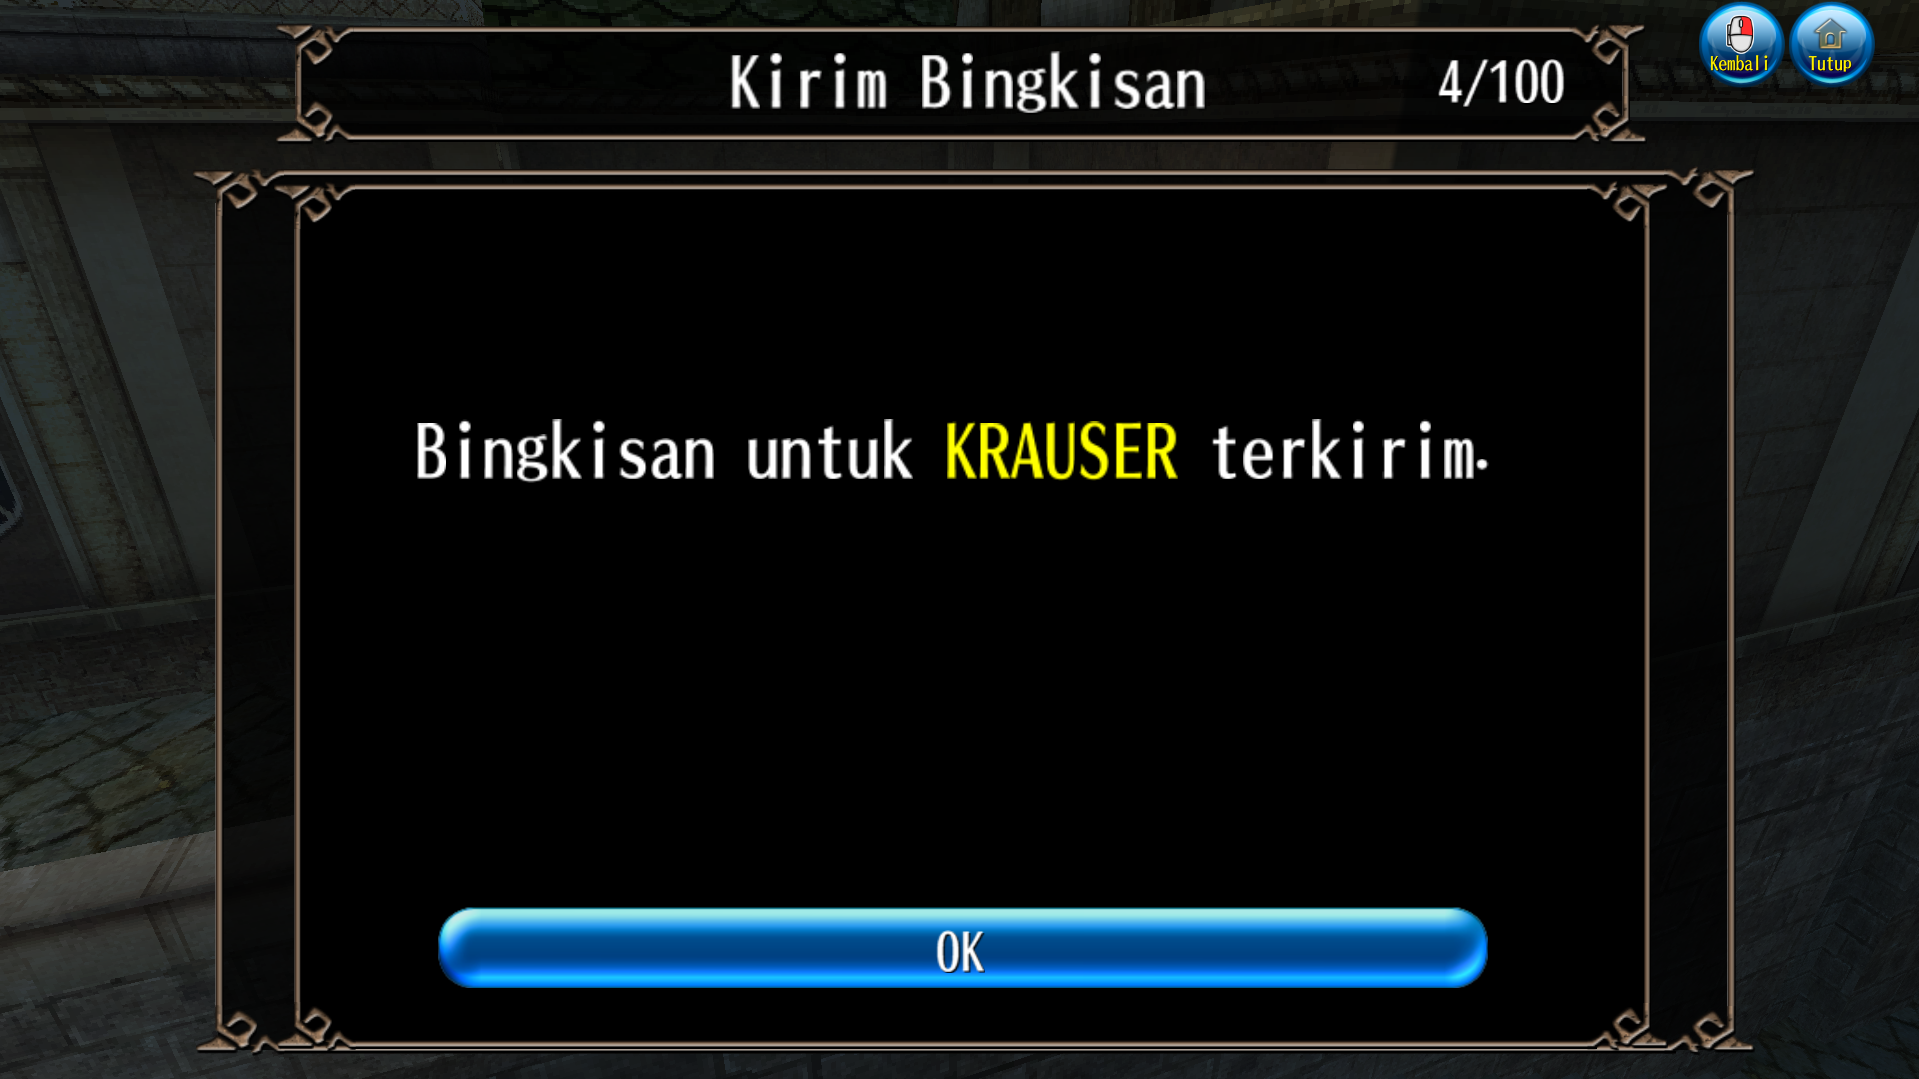 Kirim Bingkisan 4/100
Kembali
Tutup
Bingkisan untuk KRAUSER terkirim.
OK